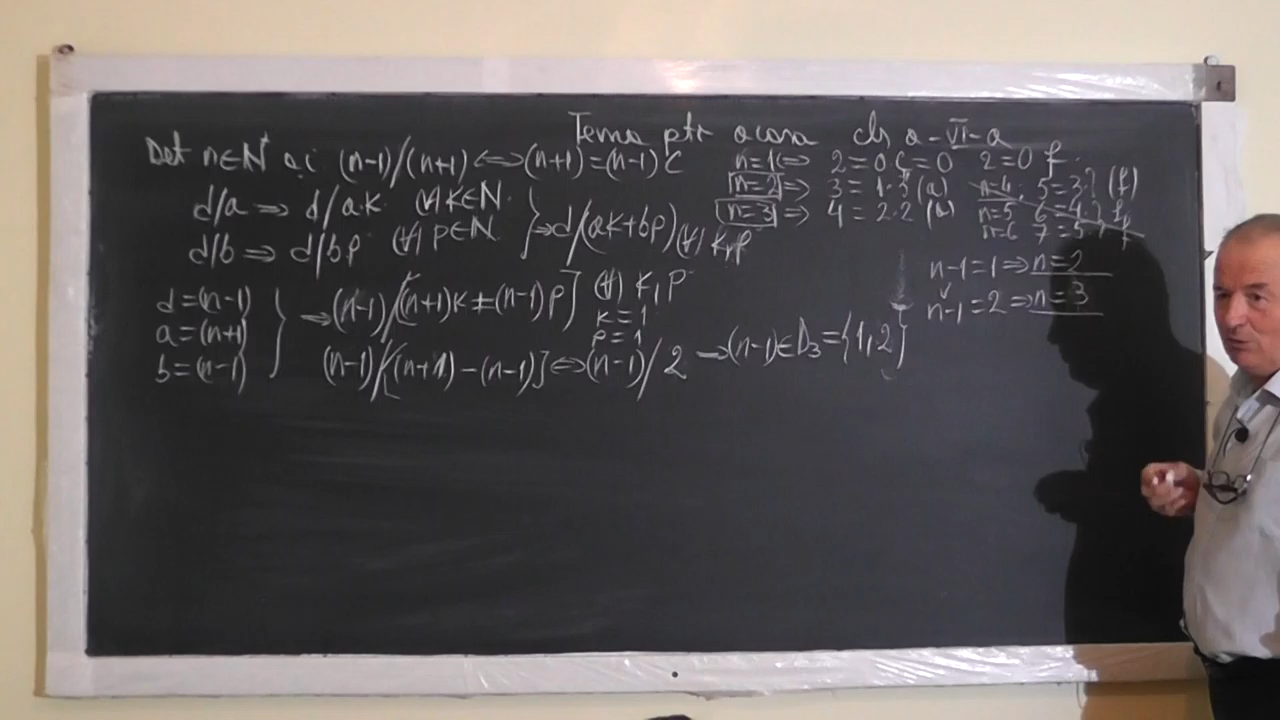 Tema ptr acasa cls a-VI-a
Det n∈N* a.i (n-1)/(n+1) ⇔ (n+1)=(n-1)C
d/a ⇒ d/a·k (∀) k∈N
d/b ⇒ d/bp (∀) p∈N } ⇒ d/(ak+bp) (∀) k,p
d=(n-1)
a=(n+1)
b=(n-1) } ⇒ (n-1)/[(n+1)k ± (n-1)p] (∀) k,p
k=1
p=1
(n-1)/[(n+1)-(n-1)] ⇔ (n-1)/2 → (n-1)∈D₃={1,2}
n=1 ⇒ 2=0·C=0 2=0 f
n=2 ⇒ 3=1·3 (a)
n=3 ⇒ 4=2·2 (a)
n=4 5=3·? (f)
n=5 6=4·? f
n=6 7=5·? f
n-1=1 ⇒ n=2
n-1=2 ⇒ n=3